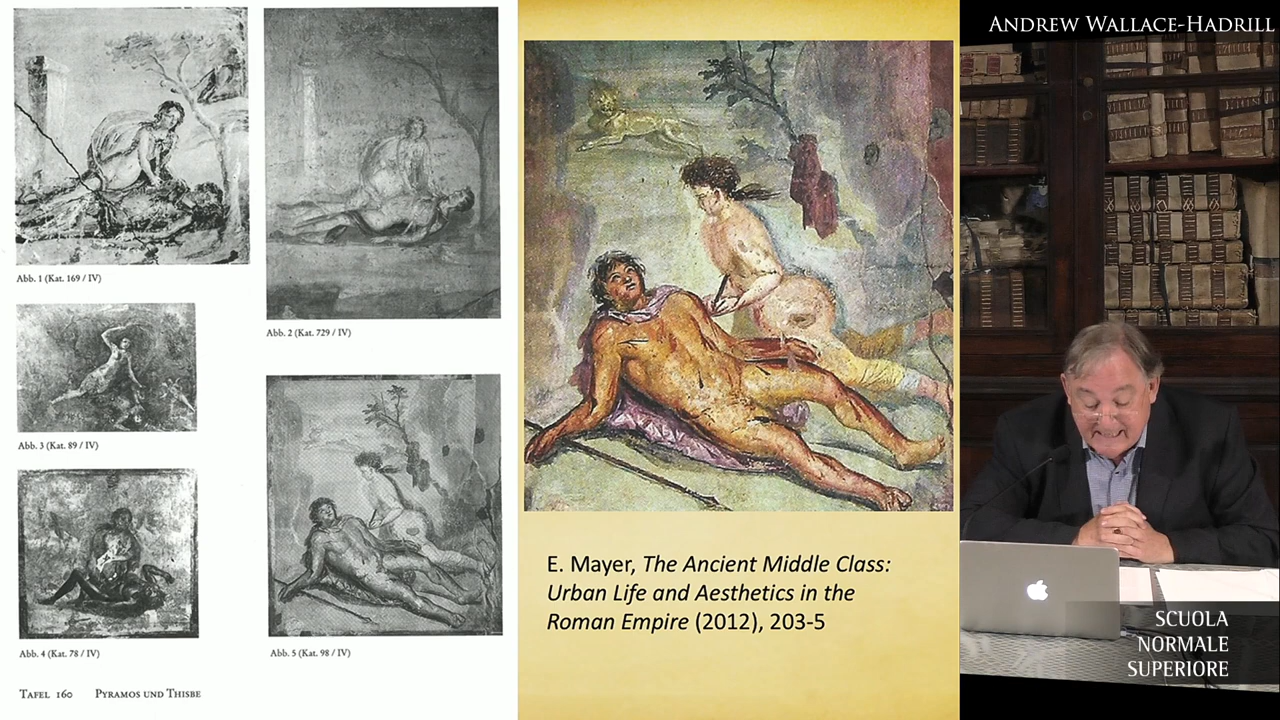 Abb. 1 (Kat. 169 / IV)
Abb. 2 (Kat. 729 / IV)
Abb. 3 (Kat. 89 / IV)
Abb. 4 (Kat. 78 / IV)
Abb. 5 (Kat. 98 / IV)
TAFEL 160 PYRAMOS UND THISBE
E. Mayer, The Ancient Middle Class:
Urban Life and Aesthetics in the
Roman Empire (2012), 203-5
ANDREW WALLACE-HADRILL
SCUOLA
NORMALE
SUPERIORE